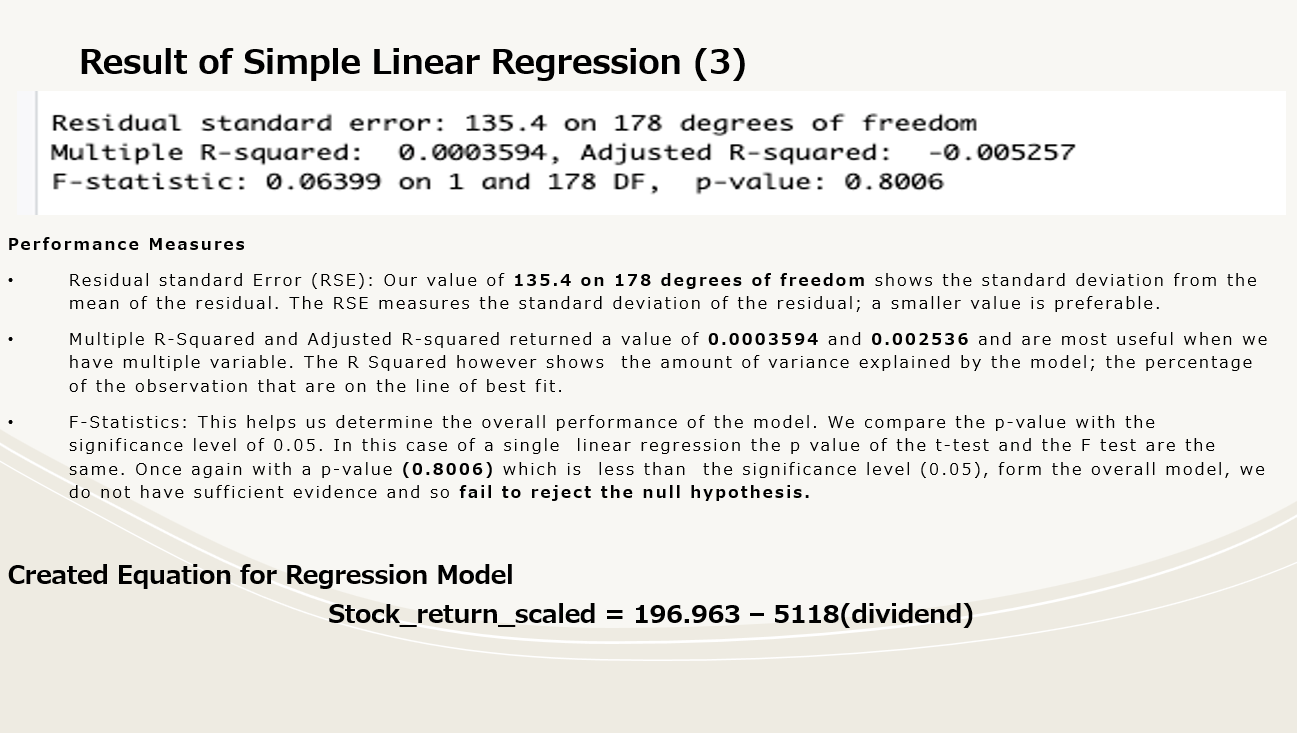 Result of Simple Linear Regression (3)
Residual standard error: 135.4 on 178 degrees of freedom
Multiple R-squared:  0.0003594, Adjusted R-squared:  -0.005257
F-statistic: 0.06399 on 1 and 178 DF,  p-value: 0.8006
Performance Measures
• Residual standard Error (RSE): Our value of 135.4 on 178 degrees of freedom shows the standard deviation from the
mean of the residual. The RSE measures the standard deviation of the residual; a smaller value is preferable.
• Multiple R-Squared and Adjusted R-squared returned a value of 0.0003594 and 0.002536 and are most useful when we
have multiple variable. The R Squared however shows  the amount of variance explained by the model; the percentage
of the observation that are on the line of best fit.
• F-Statistics: This helps us determine the overall performance of the model. We compare the p-value with the
significance level of 0.05. In this case of a single  linear regression the p value of the t-test and the F test are the
same. Once again with a p-value (0.8006) which is  less than  the significance level (0.05), form the overall model, we
do not have sufficient evidence and so fail to reject the null hypothesis.
Created Equation for Regression Model
Stock_return_scaled = 196.963 – 5118(dividend)